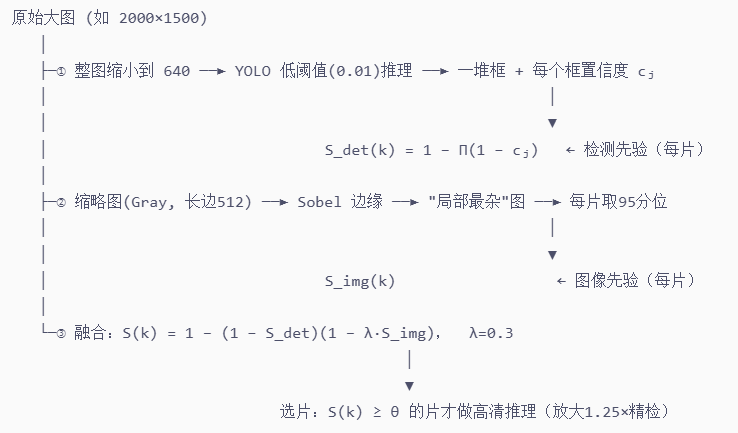 原始大图 (如 2000×1500)
│
├─① 整图缩小到 640 ──► YOLO 低阈值(0.01)推理 ──► 一堆框 + 每个框置信度 cⱼ
│ │
│ ▼
│ S_det(k) = 1 − Π(1 − cⱼ) ← 检测先验（每片）
│
├─② 缩略图(Gray, 长边512) ──► Sobel 边缘 ──► "局部最杂"图 ──► 每片取95分位
│ │
│ ▼
│ S_img(k) ← 图像先验（每片）
│
└─③ 融合：S(k) = 1 − (1 − S_det)(1 − λ·S_img), λ=0.3
│
▼
选片：S(k) ≥ θ 的片才做高清推理（放大1.25×精检）